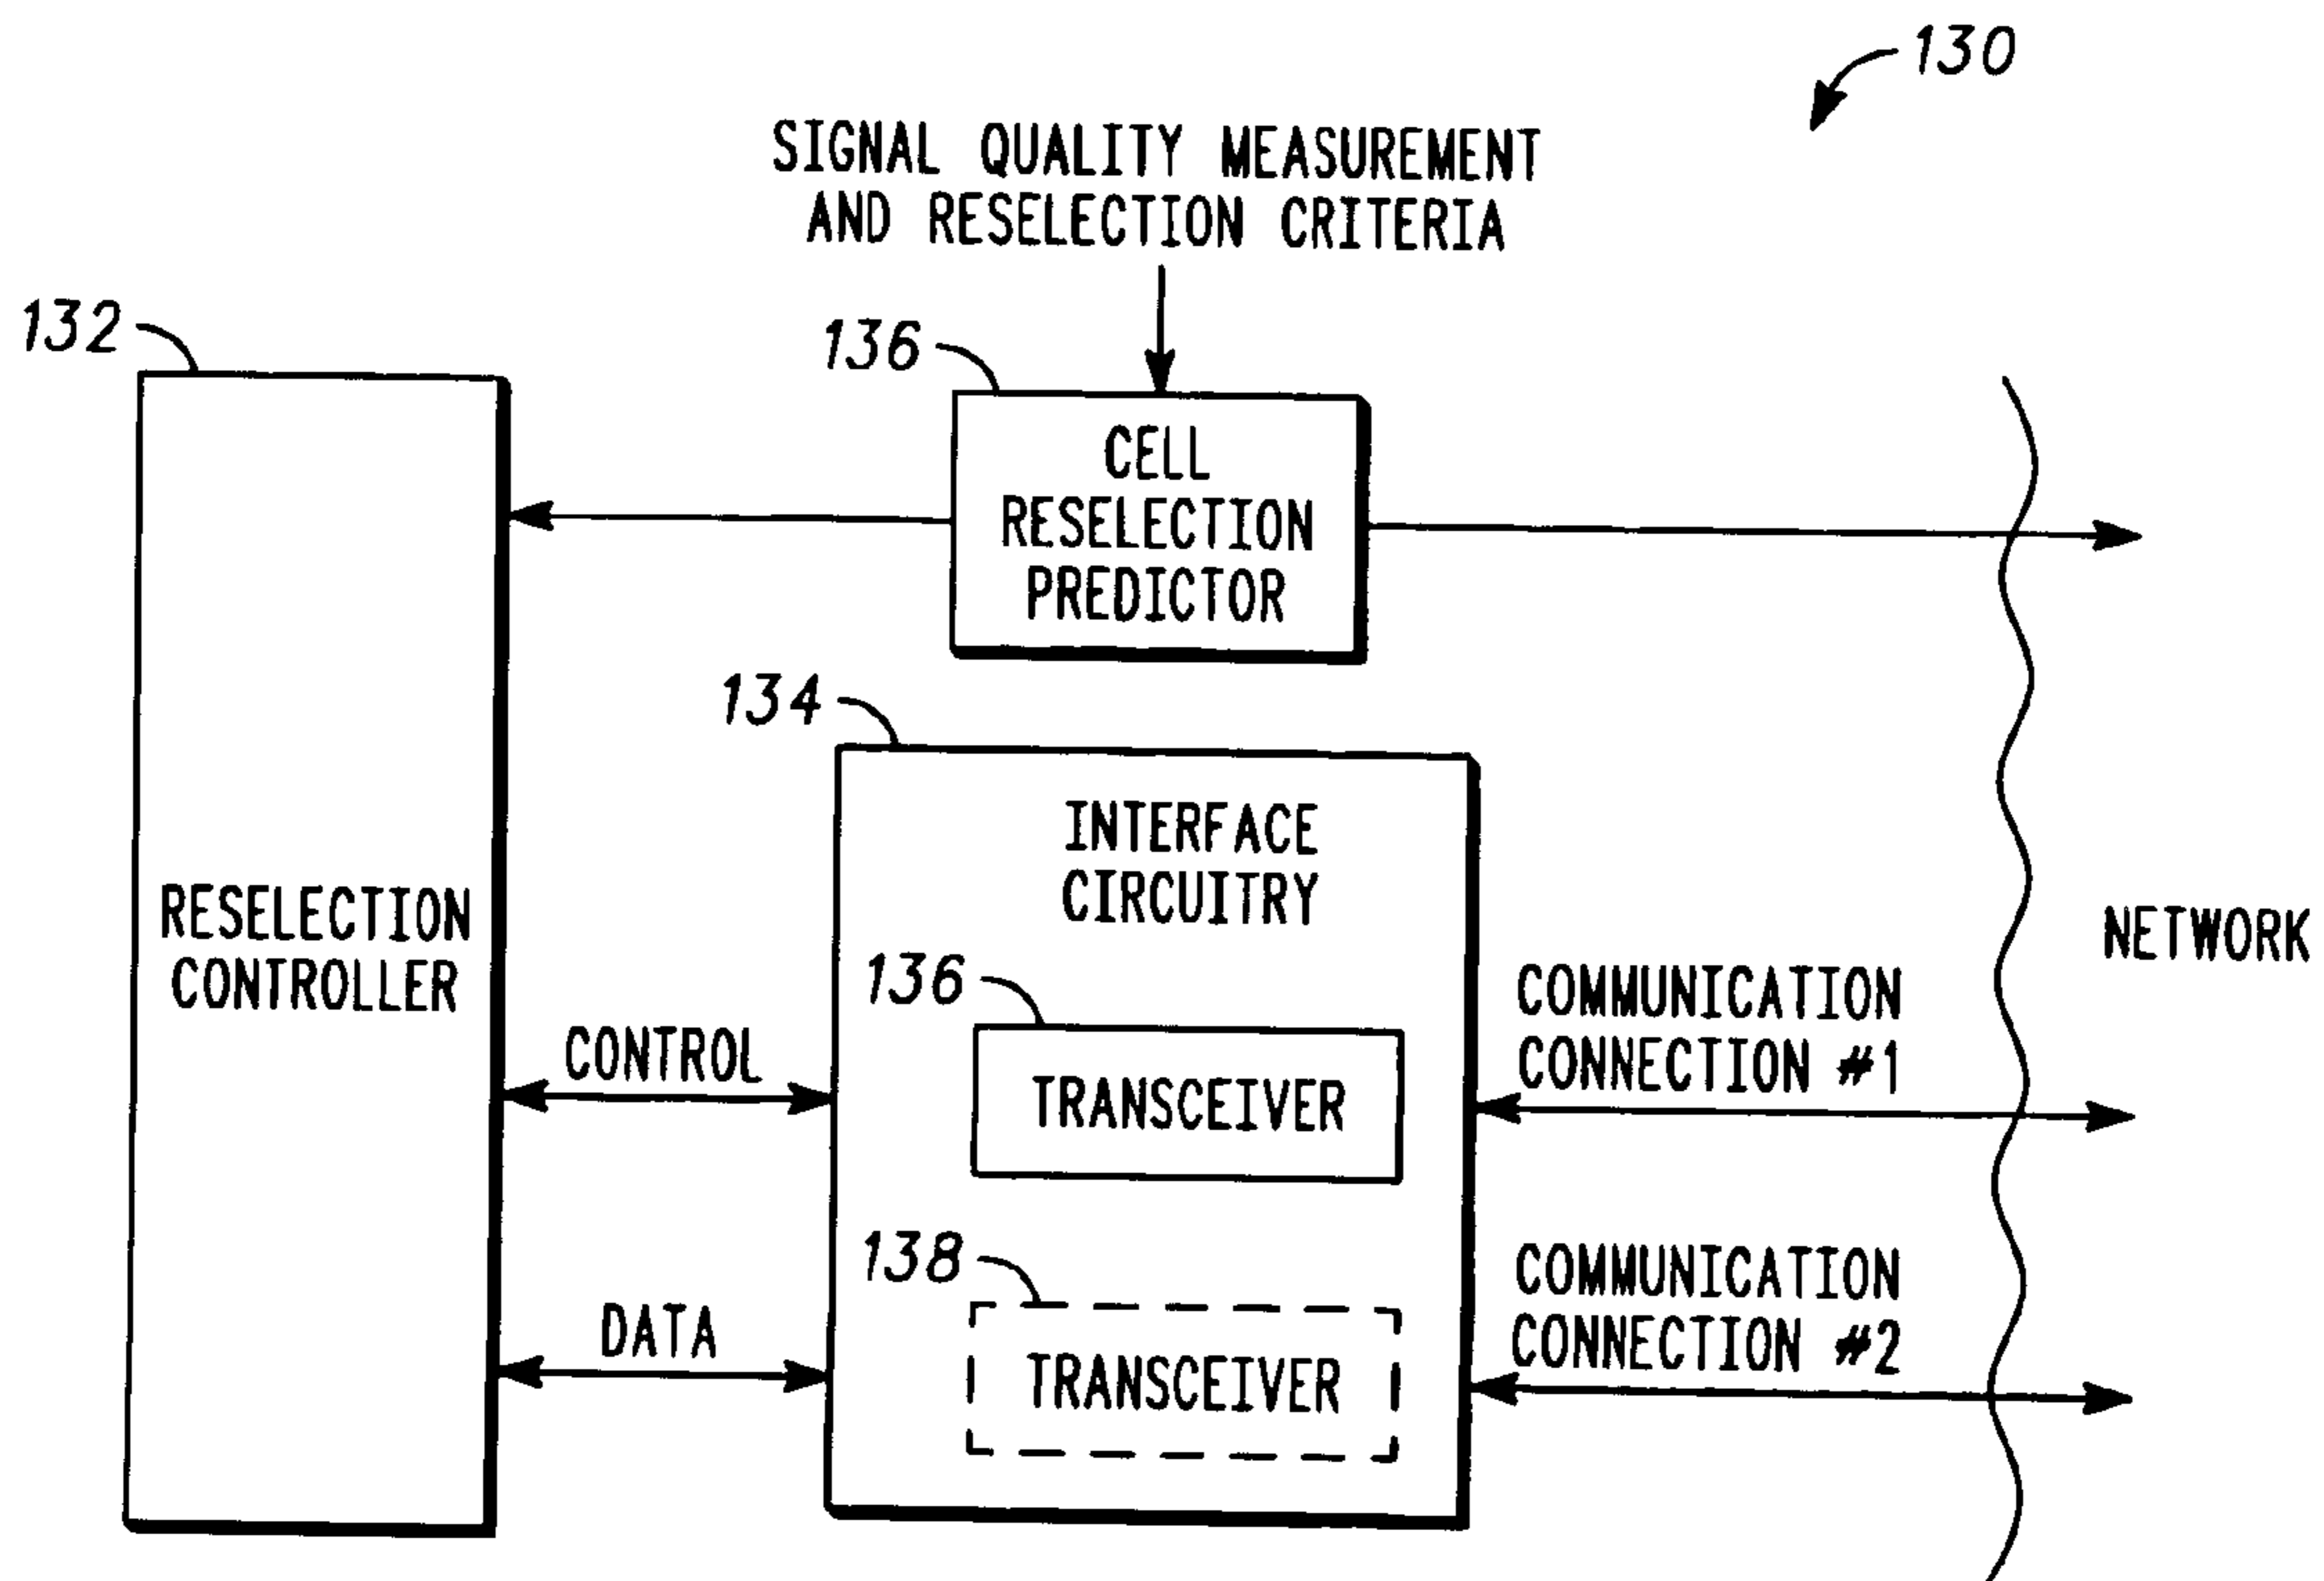 130
SIGNAL QUALITY MEASUREMENT
AND RESELECTION CRITERIA
132
136
CELL
RESELECTION
PREDICTOR
134
INTERFACE
CIRCUITRY
RESELECTION
CONTROLLER
NETWORK
136
COMMUNICATION
CONNECTION #1
CONTROL
TRANSCEIVER
138
COMMUNICATION
CONNECTION #2
DATA
TRANSCEIVER